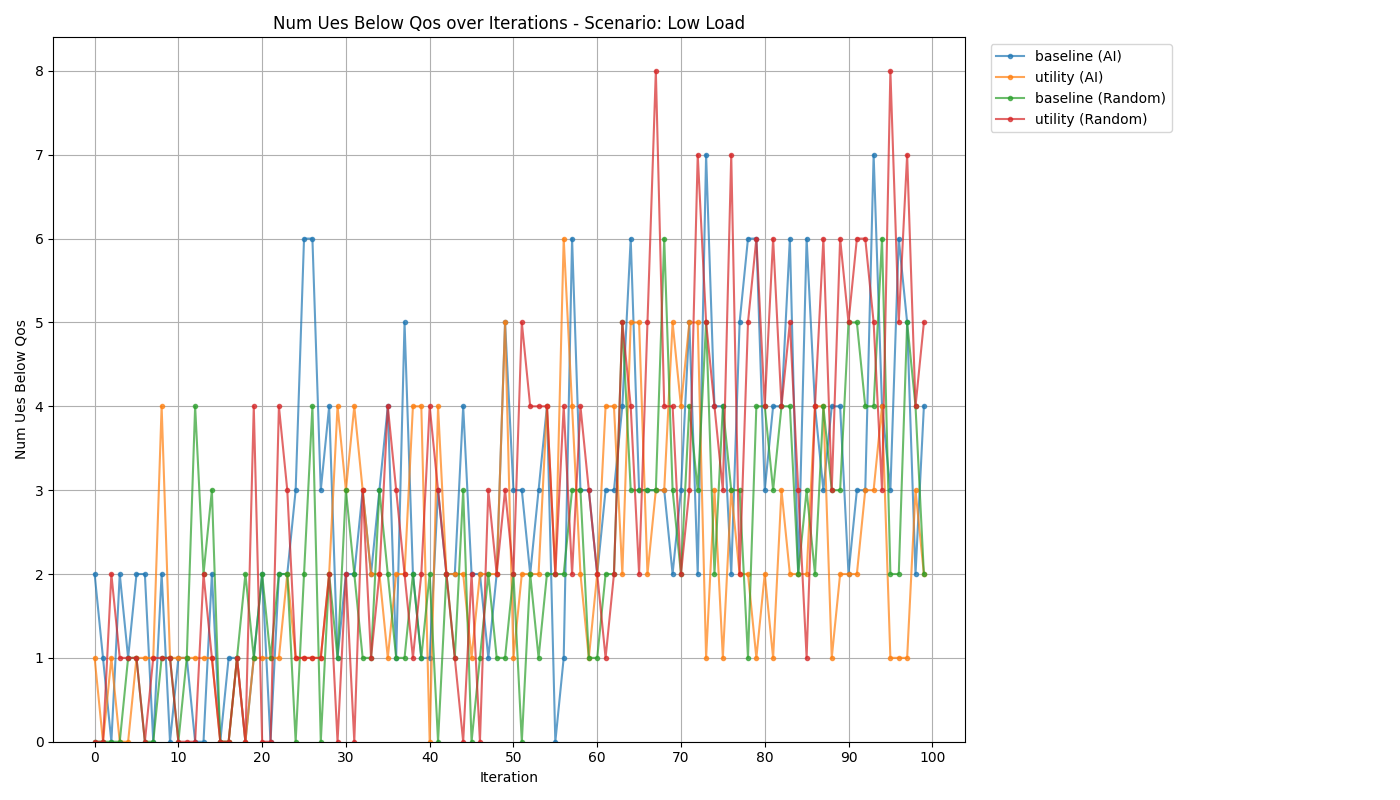 Num Ues Below Qos over Iterations - Scenario: Low Load
baseline (AI)
utility (AI)
baseline (Random)
utility (Random)
Num Ues Below Qos
8
7
6
5
4
3
2
1
0
0 10 20 30 40 50 60 70 80 90 100
Iteration